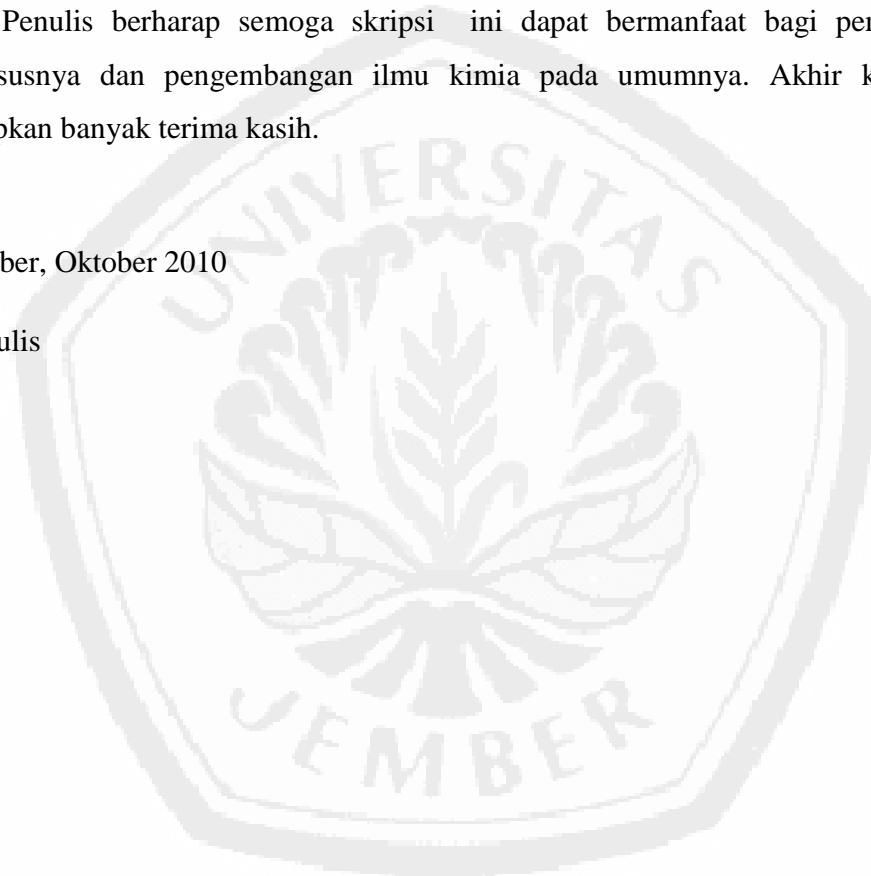 Penulis berharap semoga skripsi ini dapat bermanfaat bagi pen
susnya dan pengembangan ilmu kimia pada umumnya. Akhir k
pkan banyak terima kasih.
ber, Oktober 2010
ulis
UNIVERSITAS
JEMBER